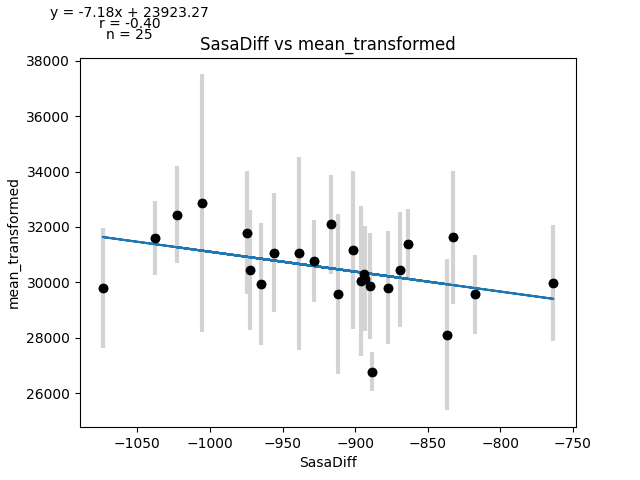 y = -7.18x + 23923.27
r = -0.40
n = 25
SasaDiff vs mean_transformed
38000
36000
34000
32000
30000
28000
26000
mean_transformed
−1050
−1000
−950
−900
−850
−800
−750
SasaDiff